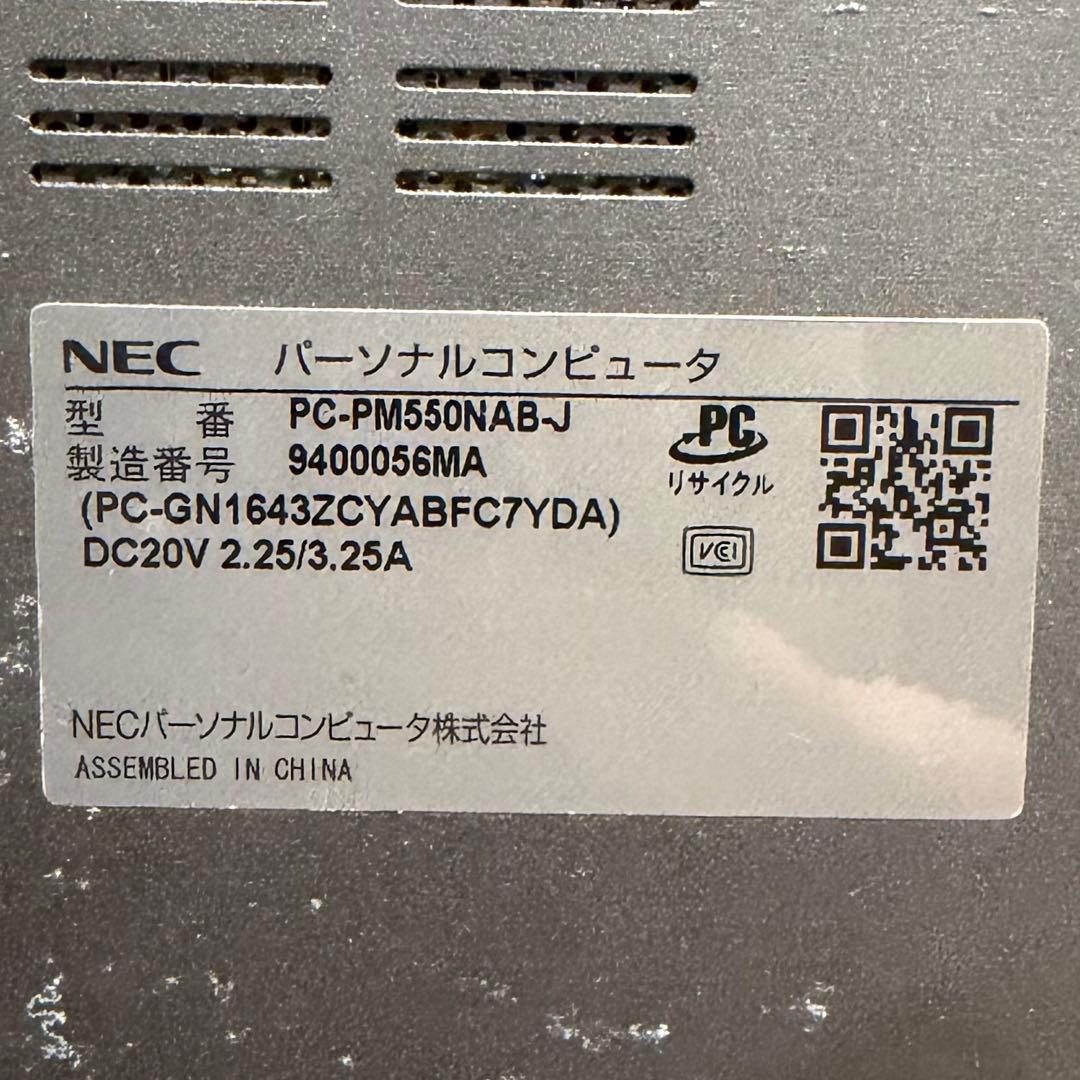 NEC パーソナルコンピュータ
型 番 PC-PM550NAB-J
製造番号 9400056MA
(PC-GN1643ZCYABFC7YDA)
DC20V 2.25/3.25A
PC
リサイクル
VCI
NECパーソナルコンピュータ株式会社
ASSEMBLED IN CHINA